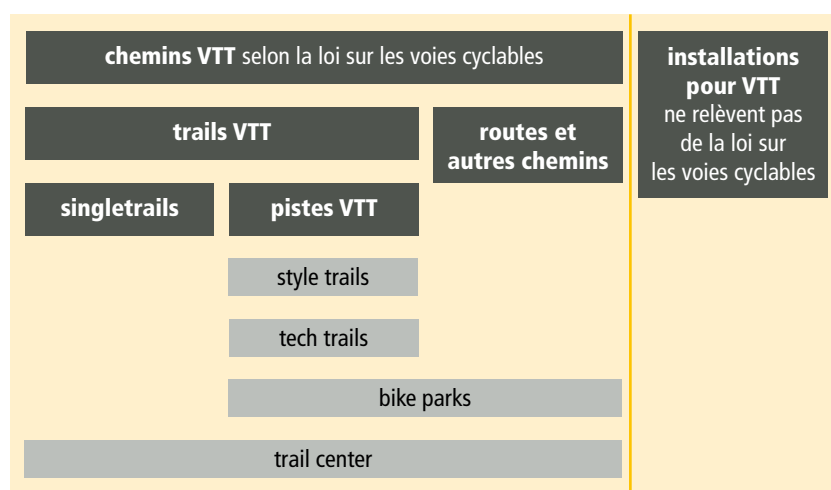 chemins VTT selon la loi sur les voies cyclables
trails VTT
routes et
autres chemins
singletrails
pistes VTT
style trails
tech trails
bike parks
trail center
installations
pour VTT
ne relèvent pas
de la loi sur
les voies cyclables